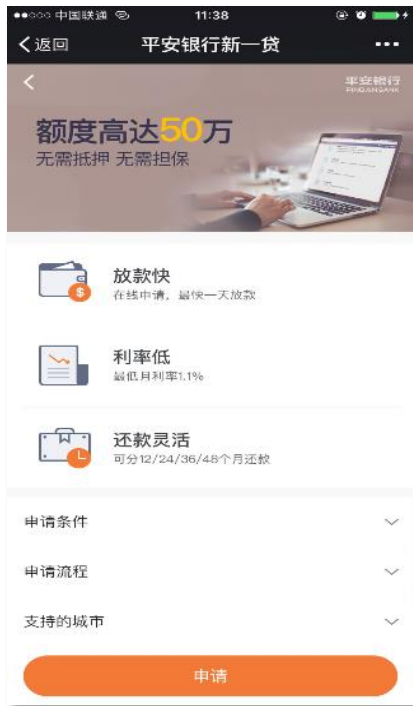 中国联通 11:38
返回 平安银行新一贷
平安银行
PINGANBANK
额度高达50万
无需抵押 无需担保
放款快
在线申请，最快一天放款
利率低
最低月利率1.1%
还款灵活
可分12/24/36/48个月还款
申请条件
申请流程
支持的城市
申请